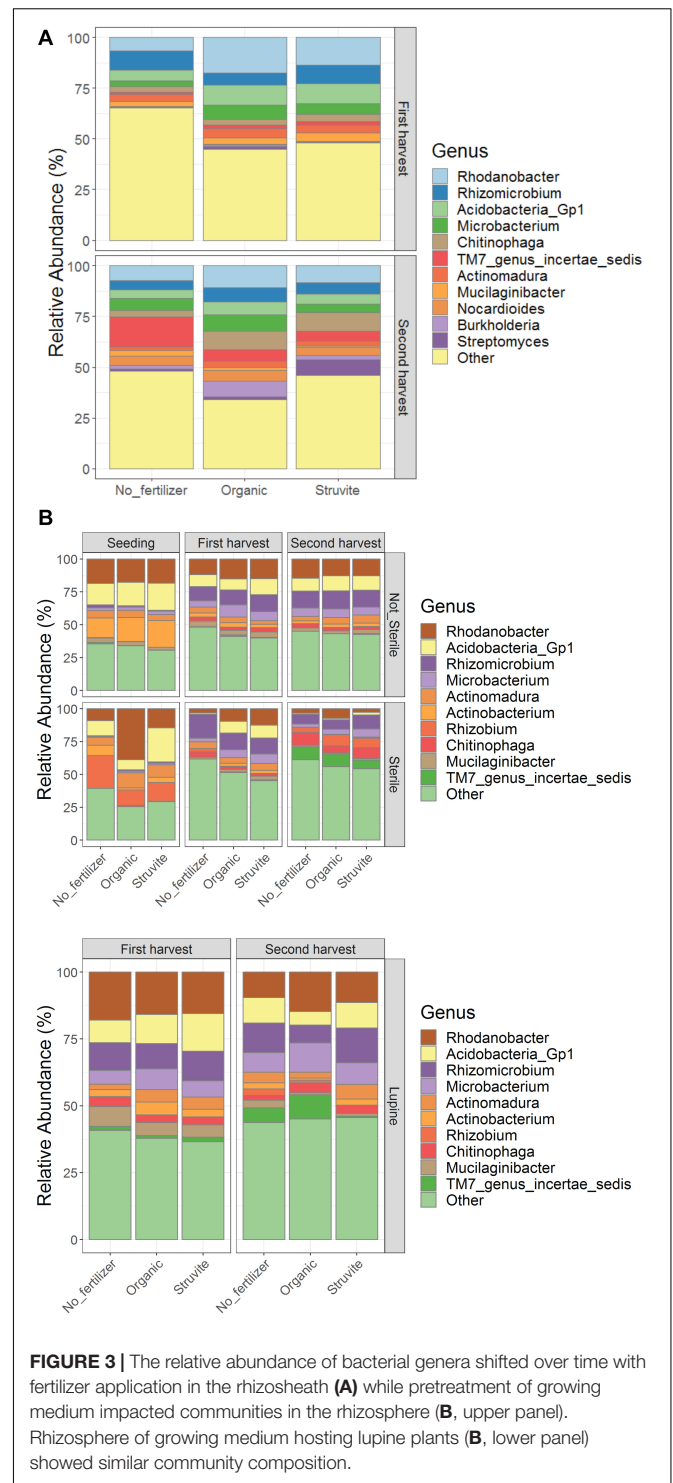 A
Relative Abundance (%)
100
75
50
25
0
First harvest
100
75
50
25
0
Second harvest
No_fertilizer
Organic
Struvite
Genus
Rhodanobacter
Rhizomicrobium
Acidobacteria_Gp1
Microbacterium
Chitinophaga
TM7_genus_incertae_sedis
Actinomadura
Mucilaginibacter
Nocardioides
Burkholderia
Streptomyces
Other
B
Seeding
First harvest
Second harvest
Relative Abundance (%)
100
75
50
25
0
Not_Sterile
100
75
50
25
0
Sterile
No_fertilizer
Organic
Struvite
No_fertilizer
Organic
Struvite
No_fertilizer
Organic
Struvite
Genus
Rhodanobacter
Acidobacteria_Gp1
Rhizomicrobium
Microbacterium
Actinomadura
Actinobacterium
Rhizobium
Chitinophaga
Mucilaginibacter
TM7_genus_incertae_sedis
Other
First harvest
Second harvest
Relative Abundance (%)
100
75
50
25
0
Lupine
No_fertilizer
Organic
Struvite
No_fertilizer
Organic
Struvite
Genus
Rhodanobacter
Acidobacteria_Gp1
Rhizomicrobium
Microbacterium
Actinomadura
Actinobacterium
Rhizobium
Chitinophaga
Mucilaginibacter
TM7_genus_incertae_sedis
Other
FIGURE 3 | The relative abundance of bacterial genera shifted over time with
fertilizer application in the rhizosheath (A) while pretreatment of growing
medium impacted communities in the rhizosphere (B, upper panel).
Rhizosphere of growing medium hosting lupine plants (B, lower panel)
showed similar community composition.